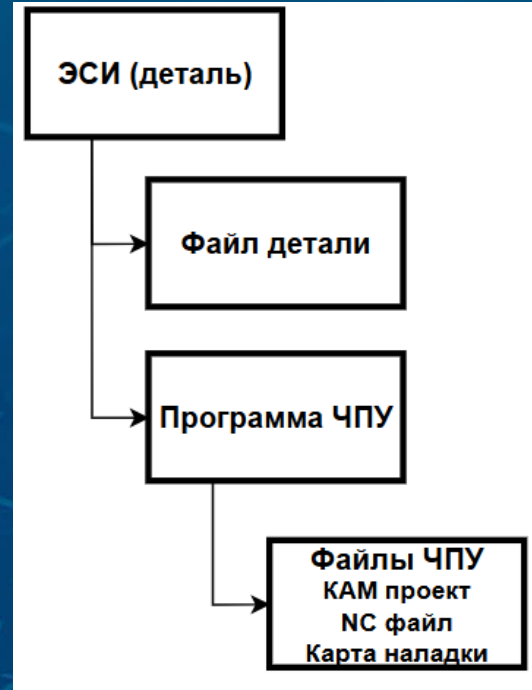 ЭСИ (деталь)
Файл детали
Программа ЧПУ
Файлы ЧПУ
КАМ проект
NC файл
Карта наладки